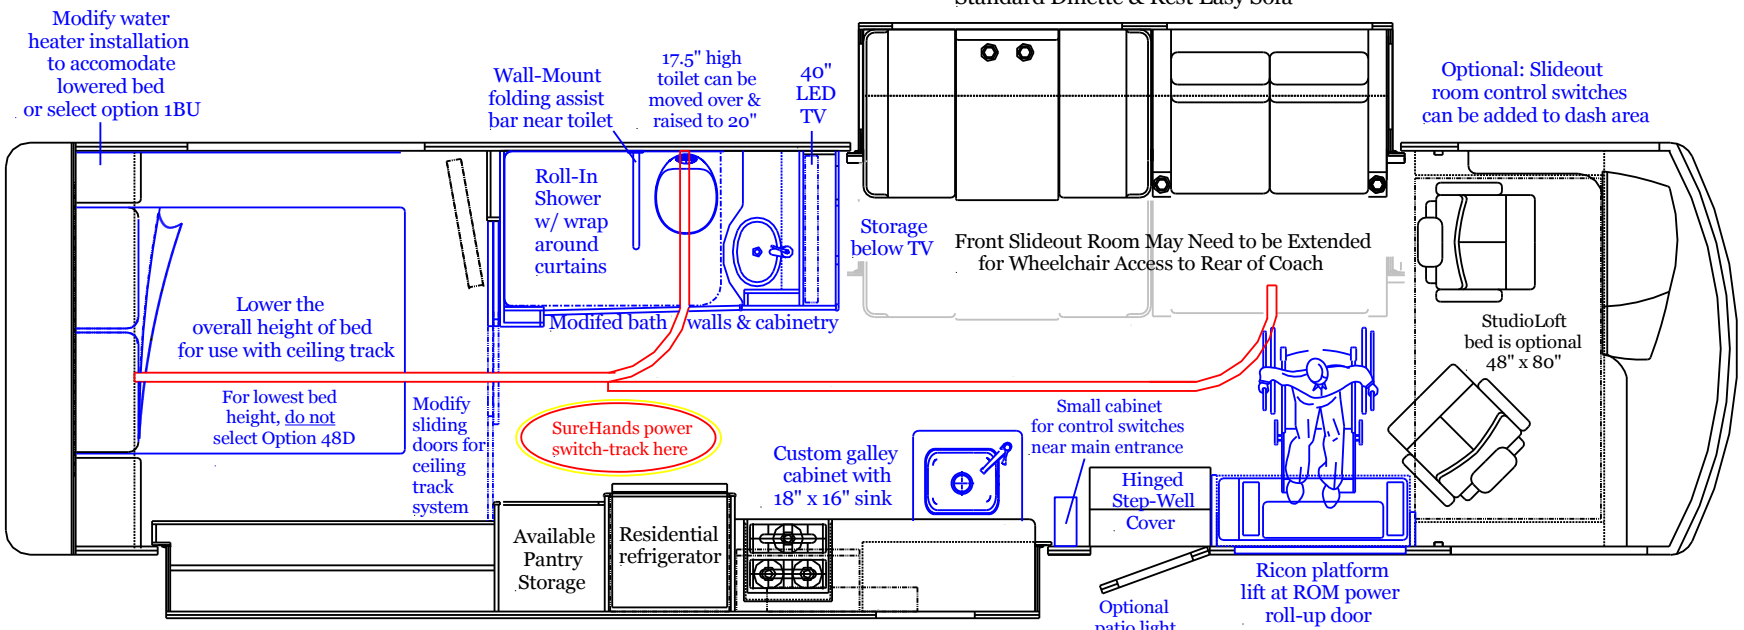 Standard Dinette & Rest Easy Sofa
Modify water
heater installation
to accomodate
lowered bed
or select option 1BU
Wall-Mount
folding assist
bar near toilet
17.5" high
toilet can be
moved over &
raised to 20"
40"
LED
TV
Optional: Slideout
room control switches
can be added to dash area
Roll-In
Shower
w/ wrap
around
curtains
Storage
below TV
Front Slideout Room May Need to be Extended
for Wheelchair Access to Rear of Coach
Lower the
overall height of bed
for use with ceiling track
Modifed bath walls & cabinetry
StudioLoft
bed is optional
48" x 80"
For lowest bed
height, do not
select Option 48D
Modify
sliding
doors for
ceiling
track
system
SureHands power
switch-track here
Small cabinet
for control switches
near main entrance
Custom galley
cabinet with
18" x 16" sink
Hinged
Step-Well
Cover
Available
Pantry
Storage
Residential
refrigerator
Ricon platform
lift at ROM power
roll-up door
Optional
patio light